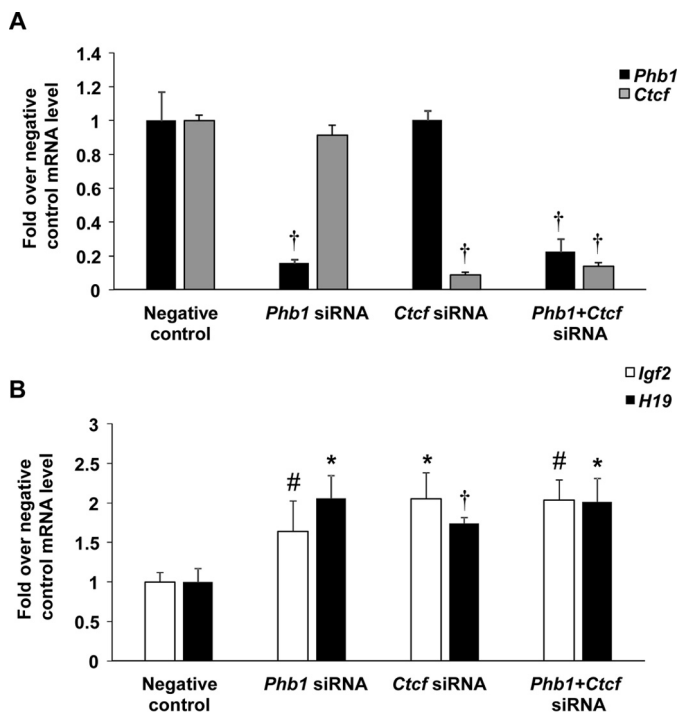 A
Fold over negative
control mRNA level
1.4
1.2
1
0.8
0.6
0.4
0.2
0
Phb1
Ctcf
†
†
†
†
Negative
control
Phb1 siRNA
Ctcf siRNA
Phb1+Ctcf
siRNA
B
Fold over negative
control mRNA level
3
2.5
2
1.5
1
0.5
0
Igf2
H19
#
*
*
†
#
*
Negative
control
Phb1 siRNA
Ctcf siRNA
Phb1+Ctcf
siRNA